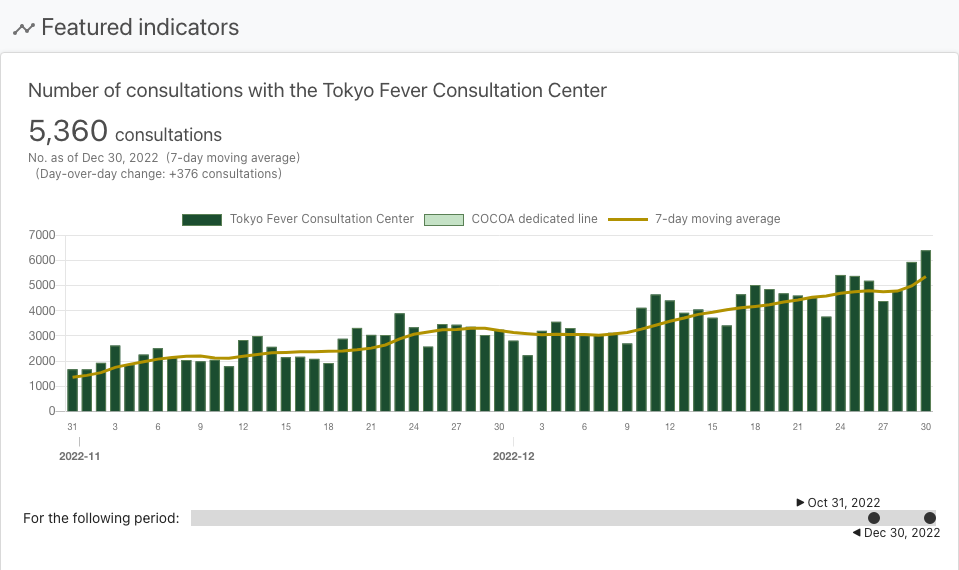 Featured indicators
Number of consultations with the Tokyo Fever Consultation Center
5,360 consultations
No. as of Dec 30, 2022 (7-day moving average)
(Day-over-day change: +376 consultations)
Tokyo Fever Consultation Center COCOA dedicated line 7-day moving average
7000
6000
5000
4000
3000
2000
1000
0
31 3 6 9 12 15 18 21 24 27 30 3 6 9 12 15 18 21 24 27 30
2022-11 2022-12
Oct 31, 2022
For the following period:
Dec 30, 2022